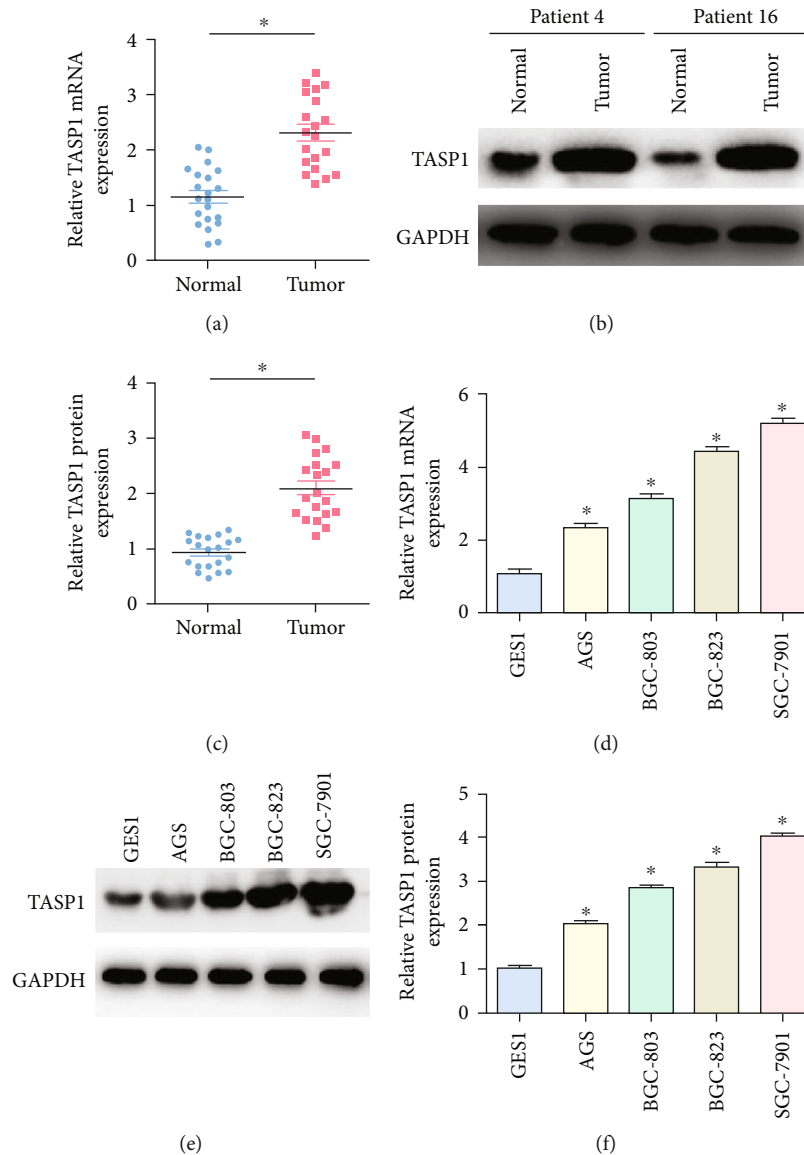 Relative TASP1 mRNA
expression
4
3
2
1
0
*
Normal
Tumor
(a)
Patient 4
Patient 16
Normal
Tumor
Normal
Tumor
TASP1
GAPDH
(b)
Relative TASP1 protein
expression
4
3
2
1
0
*
Normal
Tumor
(c)
Relative TASP1 mRNA
expression
6
4
2
0
*
*
*
*
GES1
AGS
BGC-803
BGC-823
SGC-7901
(d)
GES1
AGS
BGC-803
BGC-823
SGC-7901
TASP1
GAPDH
(e)
Relative TASP1 protein
expression
5
4
3
2
1
0
*
*
*
*
GES1
AGS
BGC-803
BGC-823
SGC-7901
(f)